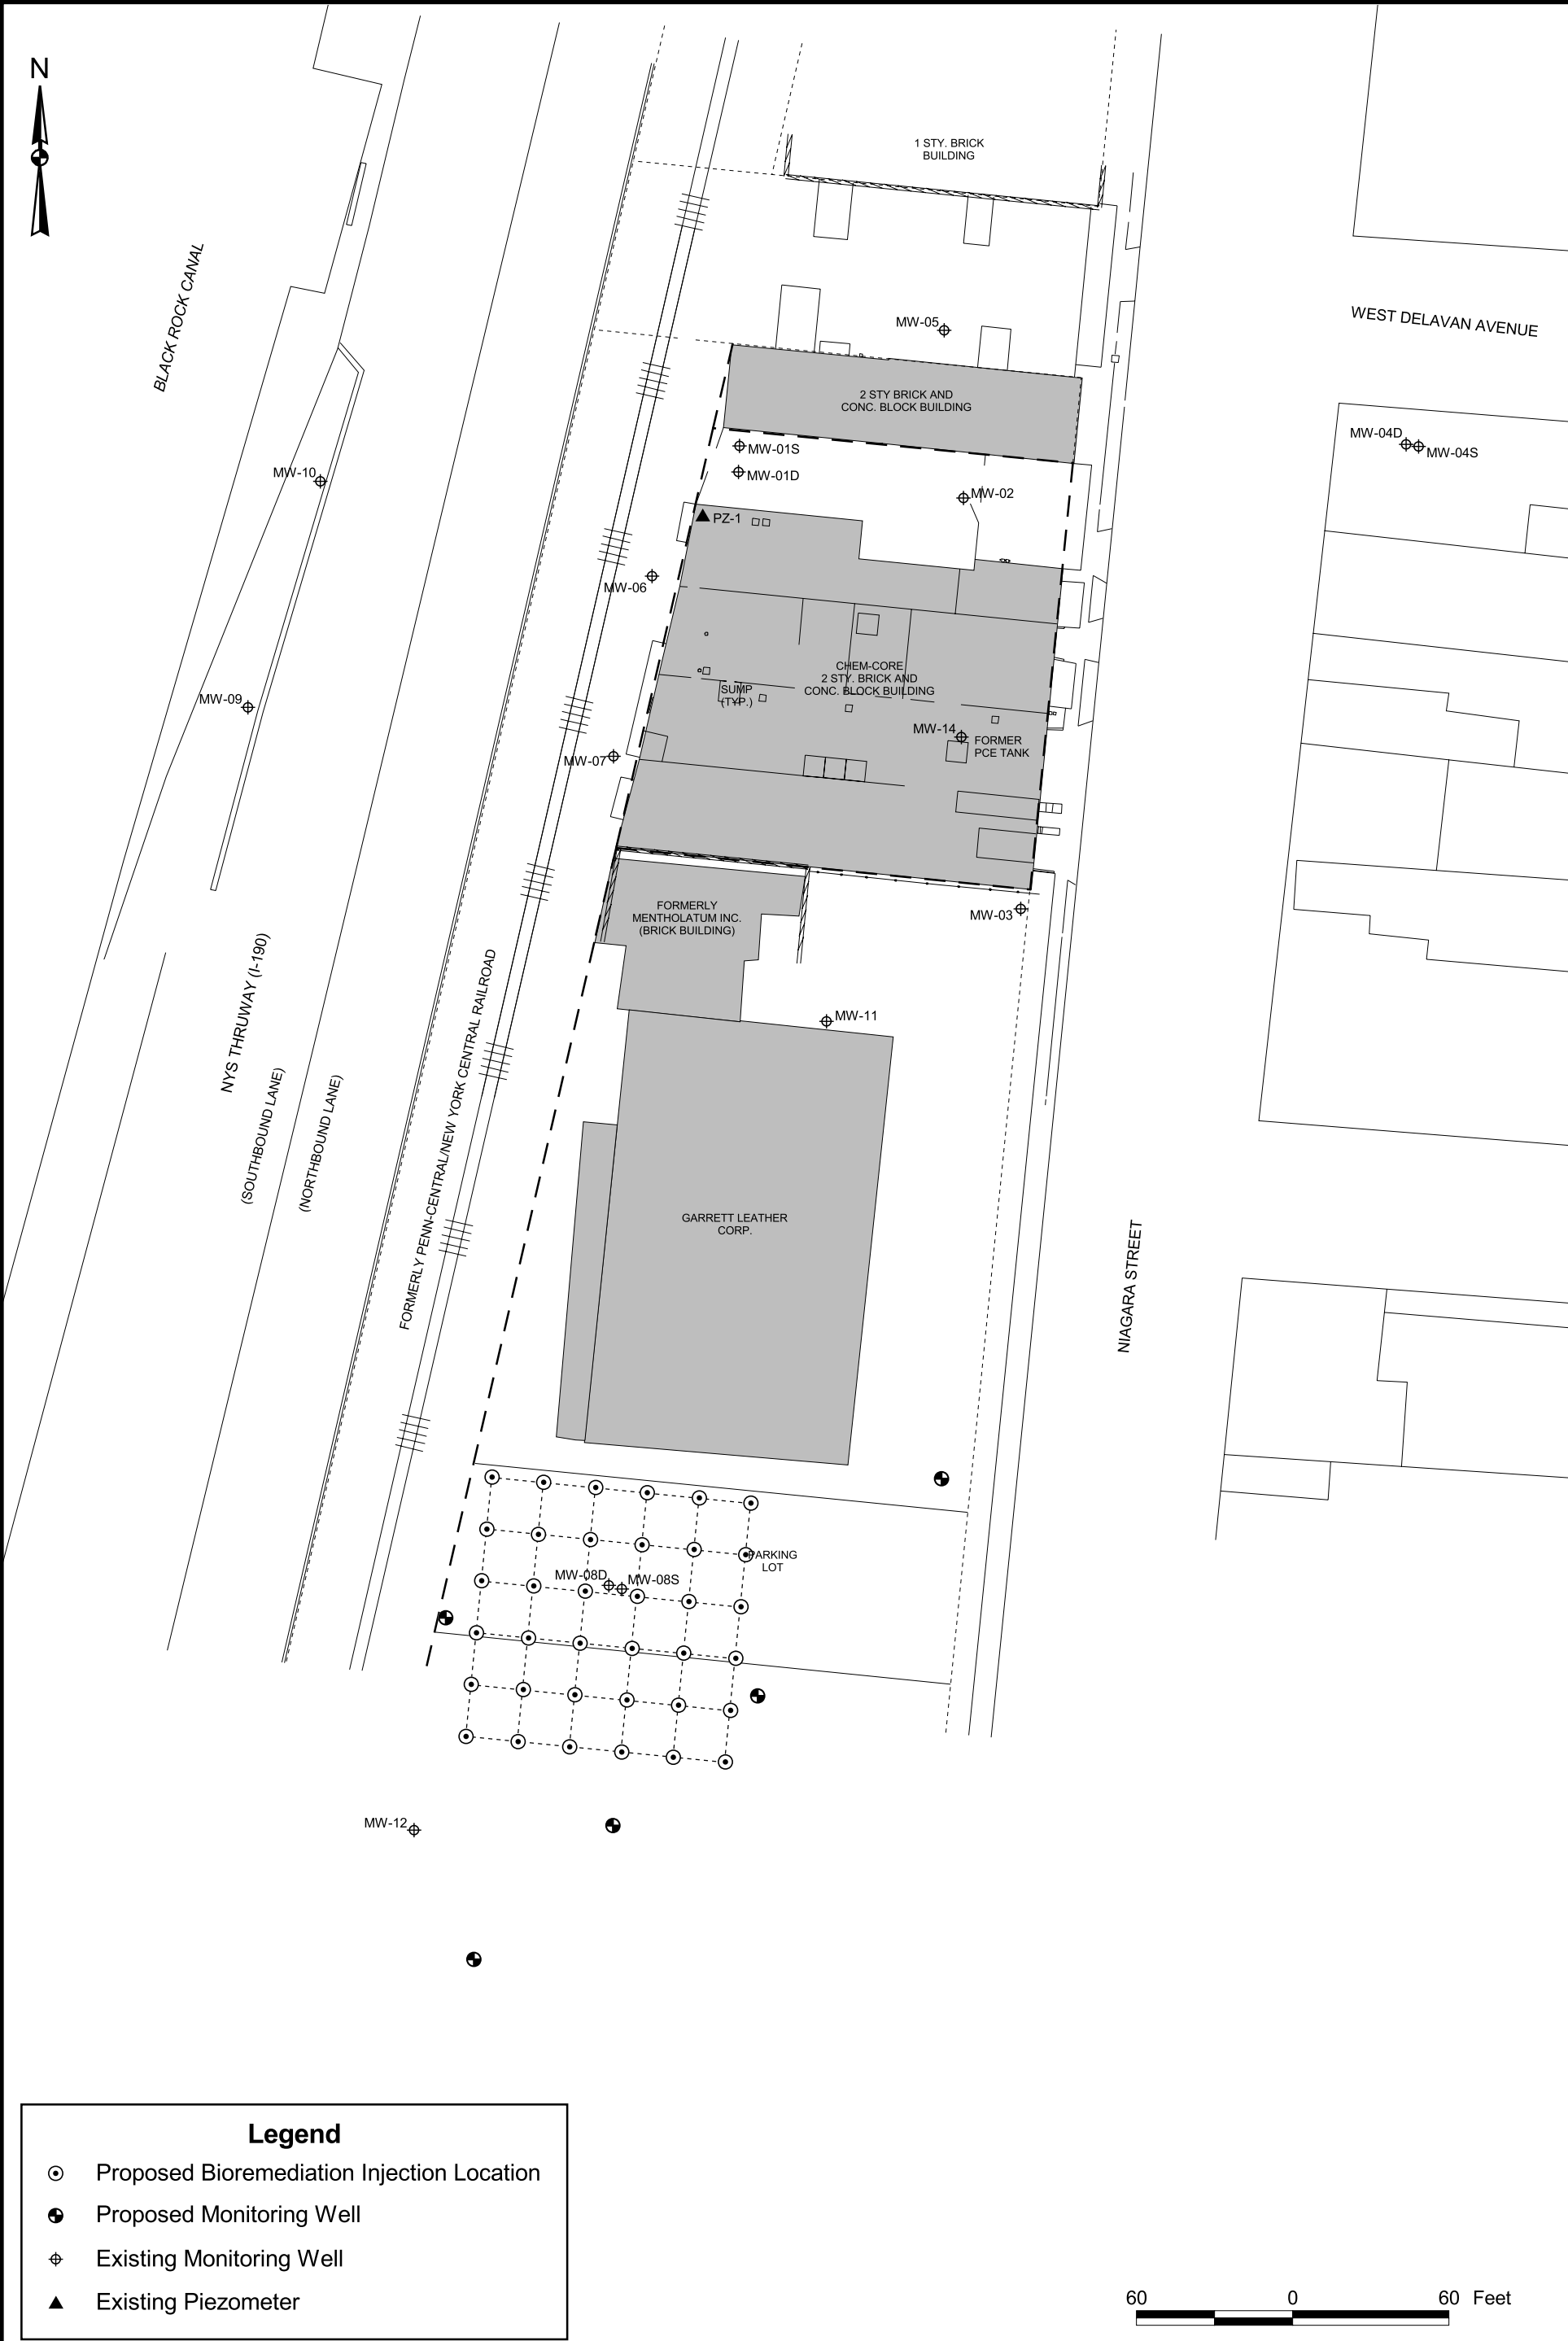 N
1 STY. BRICK
BUILDING
BLACK ROCK CANAL
WEST DELAVAN AVENUE
MW-05
2 STY BRICK AND
CONC. BLOCK BUILDING
MW-04D
MW-04S
MW-01S
MW-01D
MW-10
MW-02
PZ-1
MW-06
CHEM-CORE
2 STY. BRICK AND
CONC. BLOCK BUILDING
SUMP
(TYP.)
MW-09
MW-14
FORMER
PCE TANK
MW-07
FORMERLY
MENTHOLATUM INC.
(BRICK BUILDING)
MW-03
MW-11
NYS THRUWAY (I-190)
(SOUTHBOUND LANE)
(NORTHBOUND LANE)
FORMERLY PENN-CENTRAL/NEW YORK CENTRAL RAILROAD
GARRETT LEATHER
CORP.
NIAGARA STREET
PARKING
LOT
MW-08D
MW-08S
MW-12
Legend
Proposed Bioremediation Injection Location
Proposed Monitoring Well
Existing Monitoring Well
Existing Piezometer
60 0 60 Feet